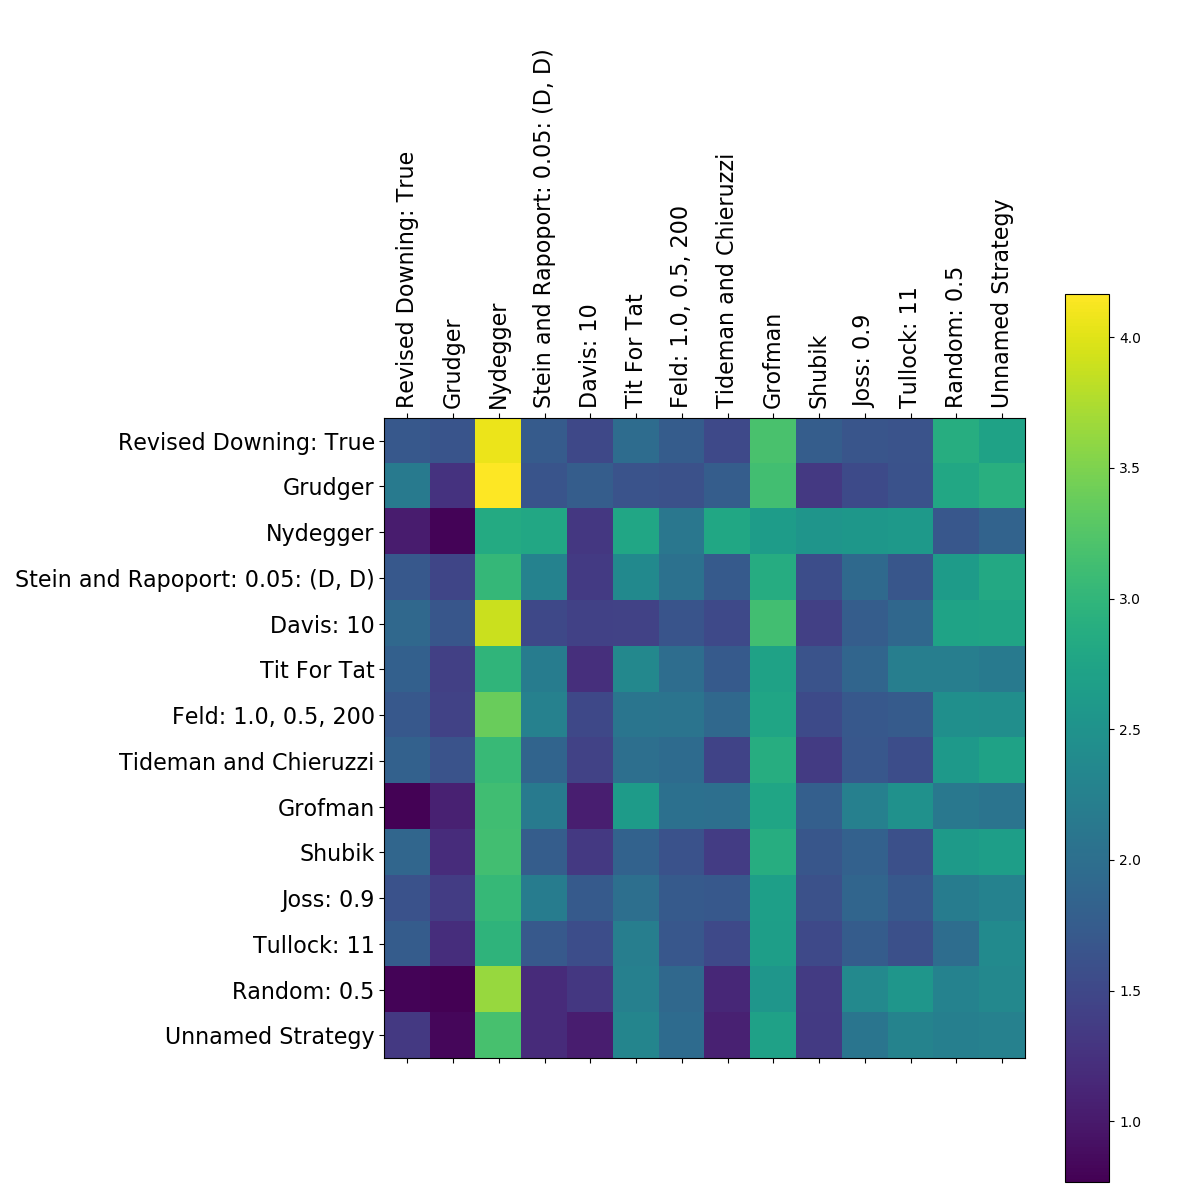 Revised Downing: True
Grudger
Nydegger
Stein and Rapoport: 0.05: (D, D)
Davis: 10
Tit For Tat
Feld: 1.0, 0.5, 200
Tideman and Chieruzzi
Grofman
Shubik
Joss: 0.9
Tullock: 11
Random: 0.5
Unnamed Strategy
Revised Downing: True
Grudger
Nydegger
Stein and Rapoport: 0.05: (D, D)
Davis: 10
Tit For Tat
Feld: 1.0, 0.5, 200
Tideman and Chieruzzi
Grofman
Shubik
Joss: 0.9
Tullock: 11
Random: 0.5
Unnamed Strategy
4.0
3.5
3.0
2.5
2.0
1.5
1.0